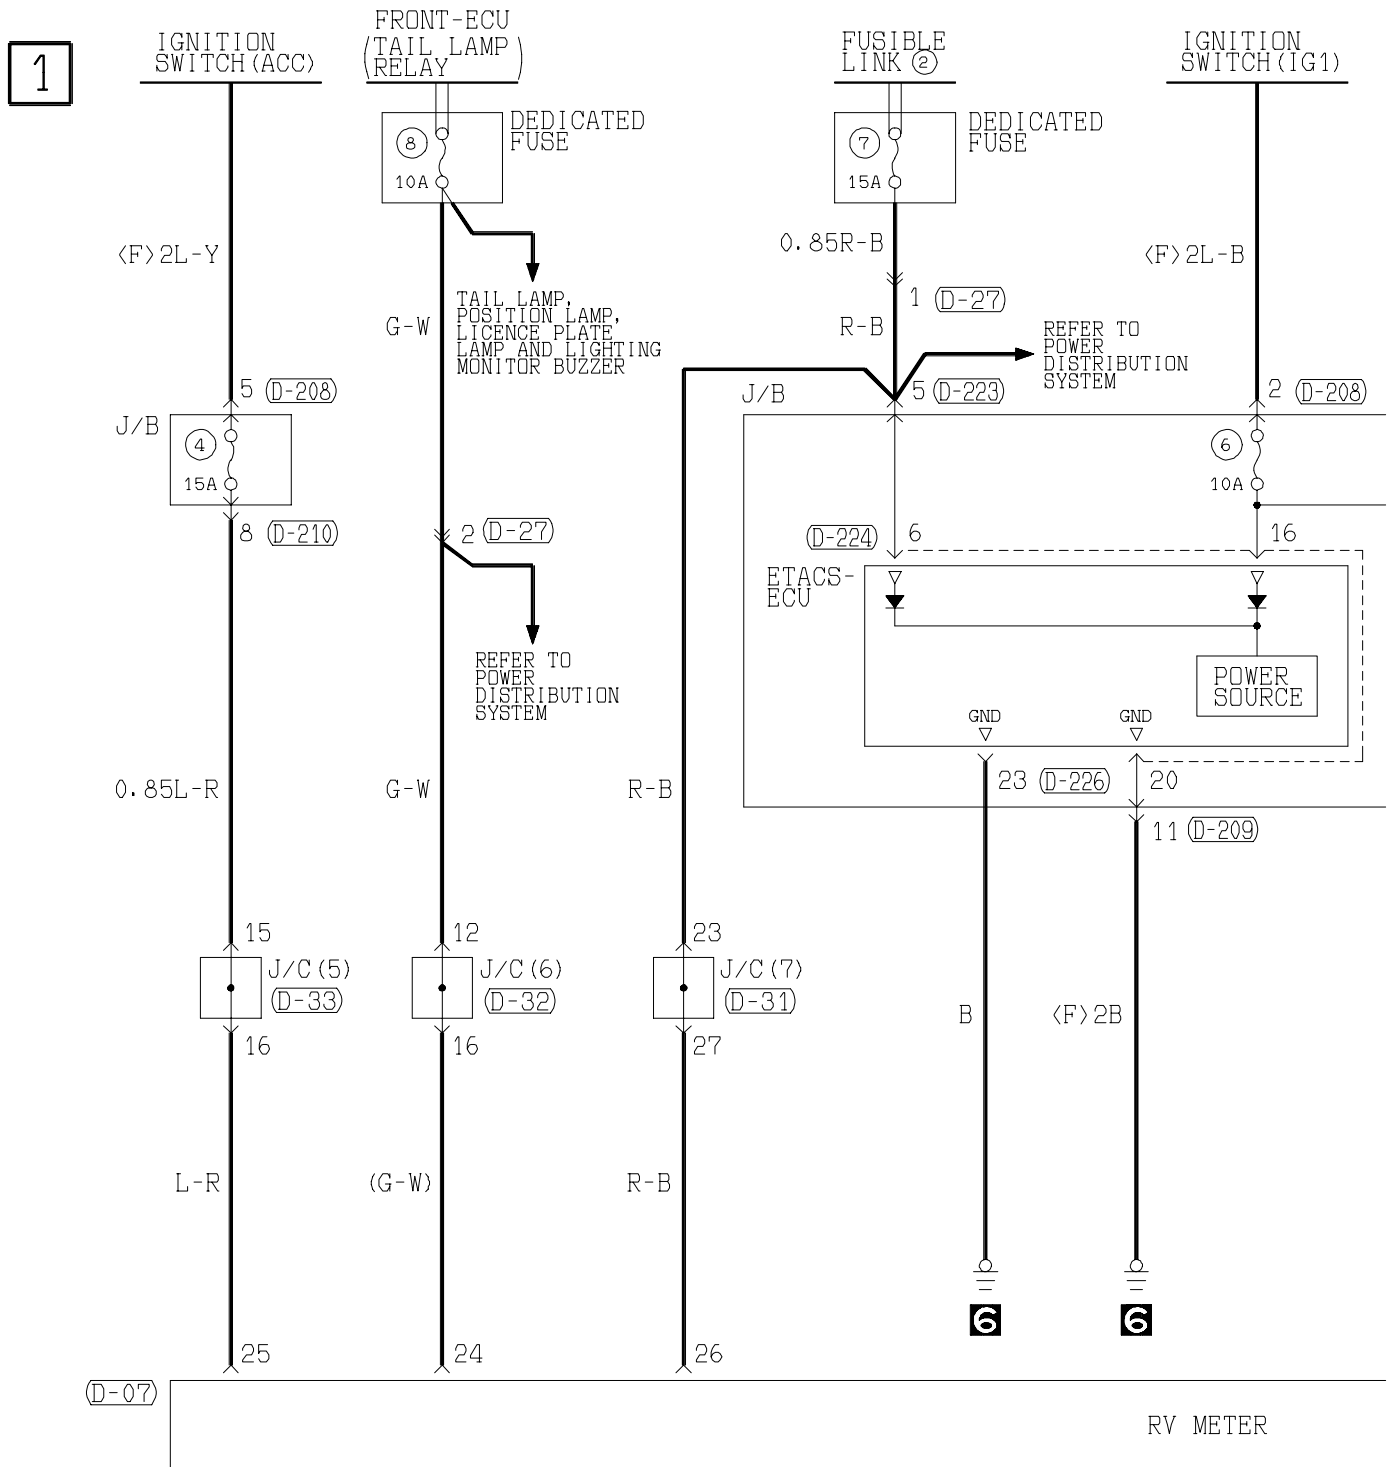 1
IGNITION
SWITCH(ACC)
FRONT-ECU
(TAIL LAMP
RELAY)
FUSIBLE
LINK ②
IGNITION
SWITCH(IG1)
⑧
10A
DEDICATED
FUSE
⑦
15A
DEDICATED
FUSE
<F>2L-Y
0.85R-B
<F>2L-B
TAIL LAMP,
POSITION LAMP,
LICENCE PLATE
LAMP AND LIGHTING
MONITOR BUZZER
G-W
1 (D-27)
R-B
REFER TO
POWER
DISTRIBUTION
SYSTEM
5 (D-208)
J/B
5 (D-223)
2 (D-208)
J/B
④
15A
⑥
10A
8 (D-210)
2 (D-27)
(D-224) 6
16
ETACS-
ECU
REFER TO
POWER
DISTRIBUTION
SYSTEM
POWER
SOURCE
GND
GND
0.85L-R
G-W
R-B
23 (D-226) 20
11 (D-209)
15
12
23
J/C(5)
(D-33)
J/C(6)
(D-32)
J/C(7)
(D-31)
B
<F>2B
16
16
27
L-R
(G-W)
R-B
6
6
25
24
26
(D-07)
RV METER